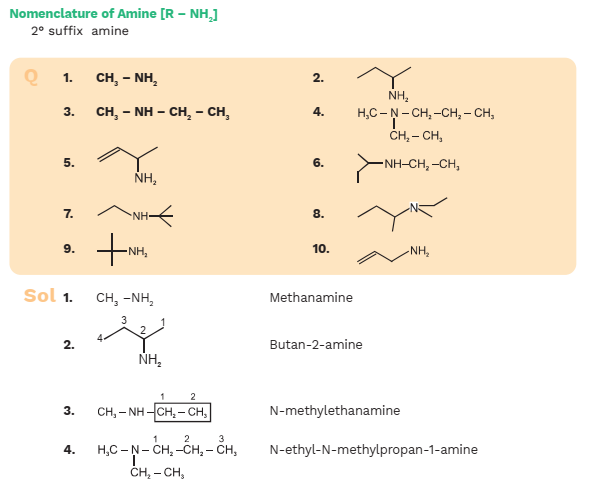 Nomenclature of Amine [R – NH₂]
2° suffix amine
Q 1. CH₃ – NH₂ 2. NH₂
3. CH₃ – NH – CH₂ – CH₃ 4. H₃C – N – CH₂ –CH₂ – CH₃
CH₂ – CH₃
5. NH₂ 6. NH–CH₂ –CH₃
7. NH 8. N
9. NH₂ 10. NH₂
Sol 1. CH₃ –NH₂ Methanamine
2. 4 3 2 1 NH₂ Butan-2-amine
1 2
3. CH₃ – NH – CH₂ – CH₃ N-methylethanamine
1 2 3
4. H₃C – N – CH₂ –CH₂ – CH₃ N-ethyl-N-methylpropan-1-amine
CH₂ – CH₃